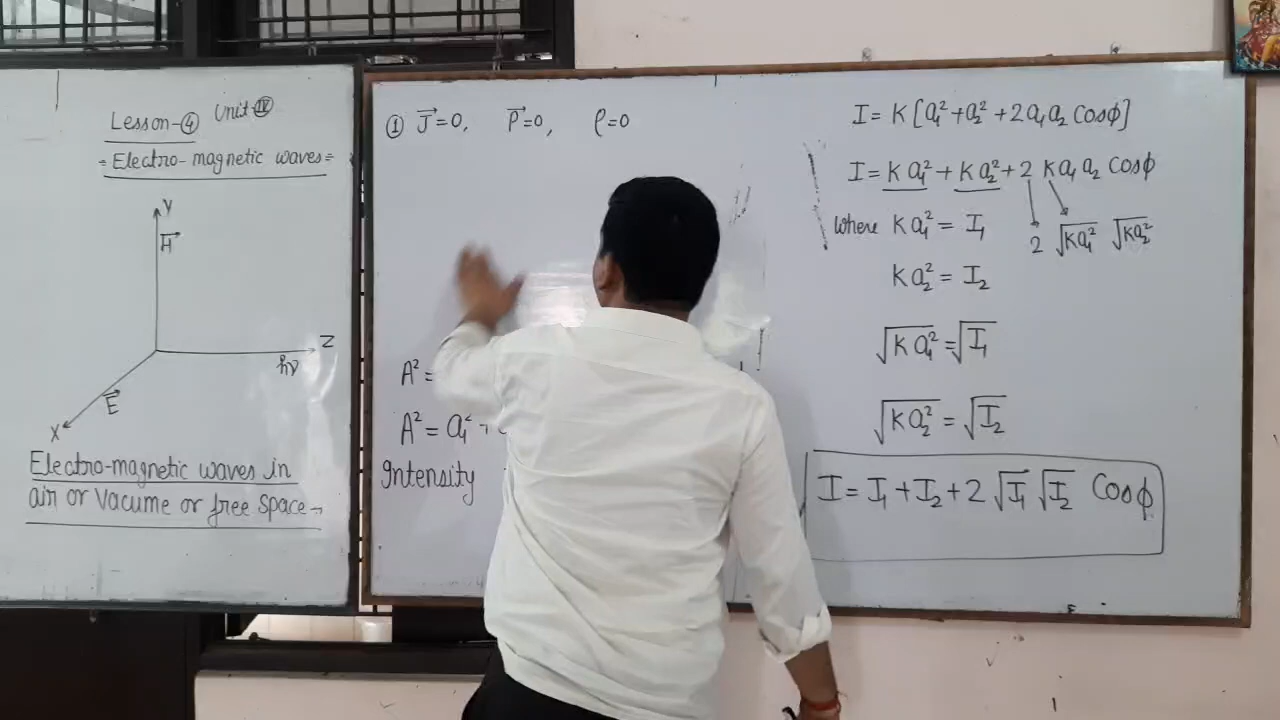 Lesson-④ Unit Ⅳ
= Electro-magnetic waves =
Y
H⃗
Z
hν
E⃗
X
Electro-magnetic waves in
air or vacume or free space
① J⃗=0, P⃗=0, ρ=0
A² =
A² = a₁² +
Intensity
I = K[a₁²+a₂²+2a₁a₂ Cosϕ]
I = K a₁² + K a₂² + 2 K a₁ a₂ Cosϕ
2 √Ka₁² √Ka₂²
Where K a₁² = I₁
K a₂² = I₂
√K a₁² = √I₁
√K a₂² = √I₂
I = I₁ + I₂ + 2 √I₁ √I₂ Cosϕ